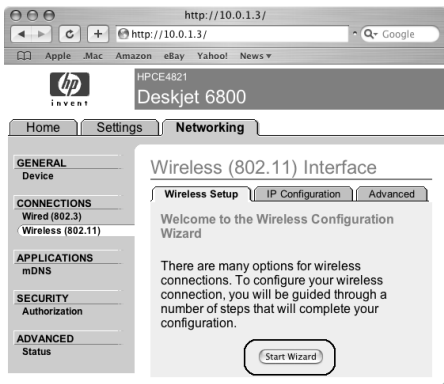 http://10.0.1.3/
http://10.0.1.3/
Google
Apple .Mac Amazon eBay Yahoo! News ▾
hp
invent
HPCE4821
Deskjet 6800
Home Settings Networking
GENERAL
Device
CONNECTIONS
Wired (802.3)
Wireless (802.11)
APPLICATIONS
mDNS
SECURITY
Authorization
ADVANCED
Status
Wireless (802.11) Interface
Wireless Setup IP Configuration Advanced
Welcome to the Wireless Configuration
Wizard
There are many options for wireless
connections. To configure your wireless
connection, you will be guided through a
number of steps that will complete your
configuration.
Start Wizard